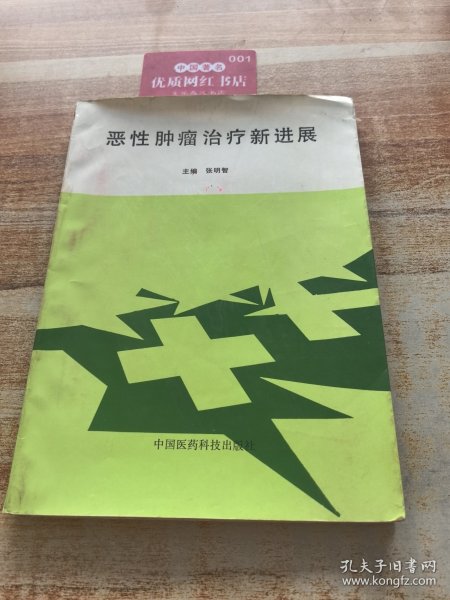 001
中国著名
优质网红书店
恶性肿瘤治疗新进展
主编 张明智
中国医药科技出版社
孔夫子旧书网
www.kongfz.com